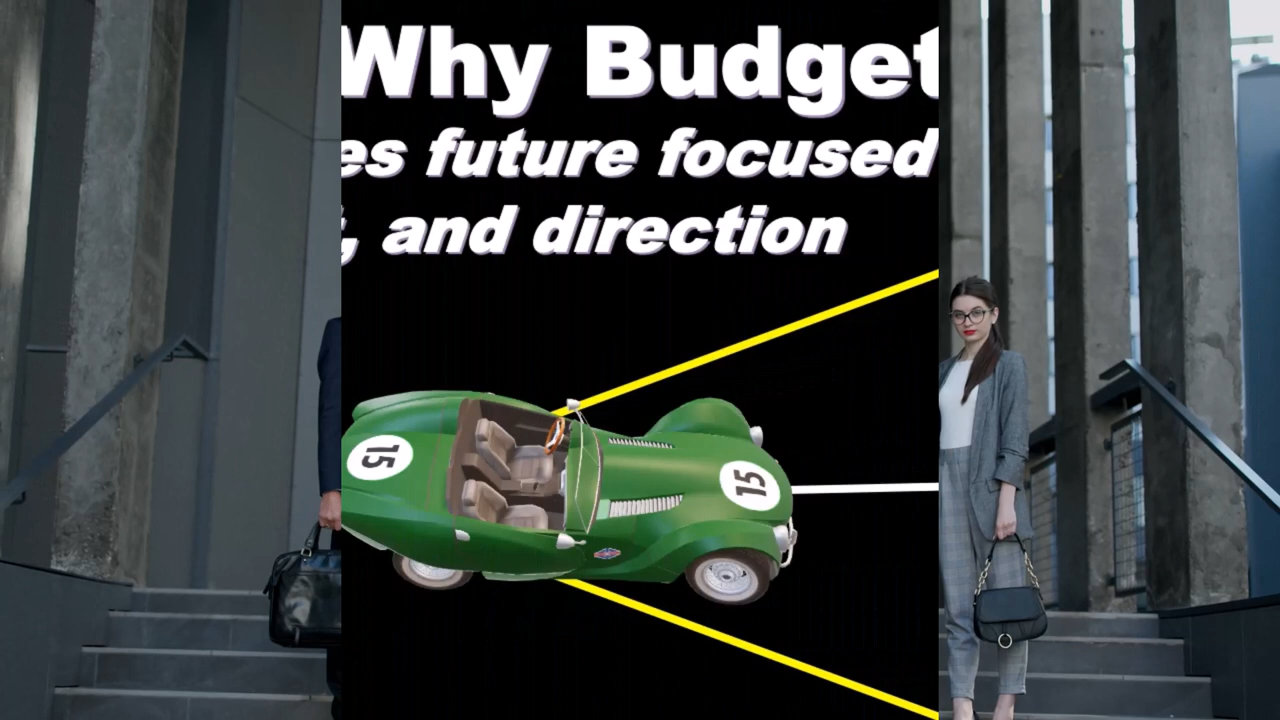 Why Budget
es future focused
, and direction
15
15